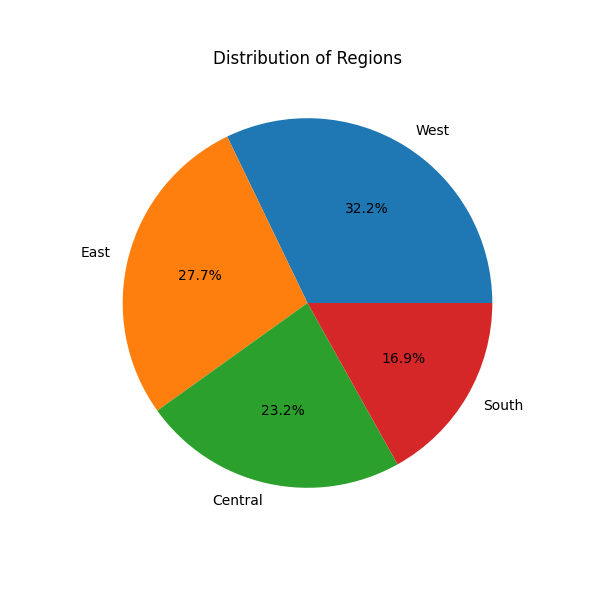 Distribution of Regions
West
32.2%
East
27.7%
16.9%
South
23.2%
Central